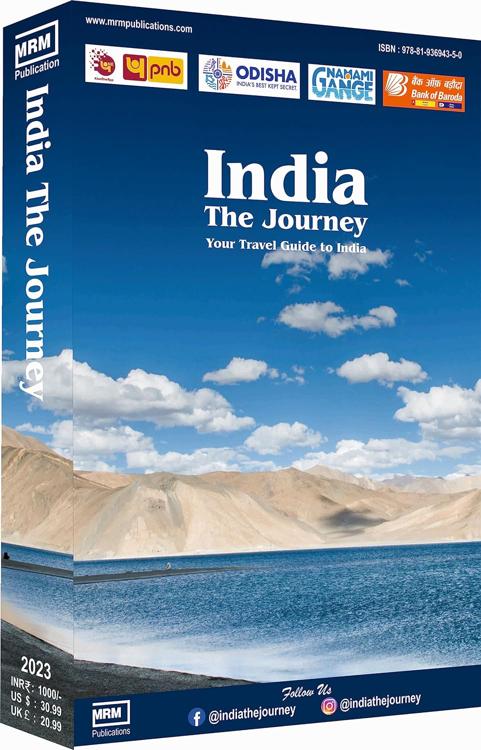 MRM
Publication
India The Journey
2023
INR₹: 1000/-
US $ : 30.99
UK £ : 20.99
www.mrmpublications.com
ISBN : 978-81-936943-5-0
pnb
ODISHA
INDIA'S BEST KEPT SECRET
NAMAMI
GANGE
बैंक ऑफ़ बड़ौदा
Bank of Baroda
India
The Journey
Your Travel Guide to India
Follow Us
MRM
Publications
@indiathejourney
@indiathejourney